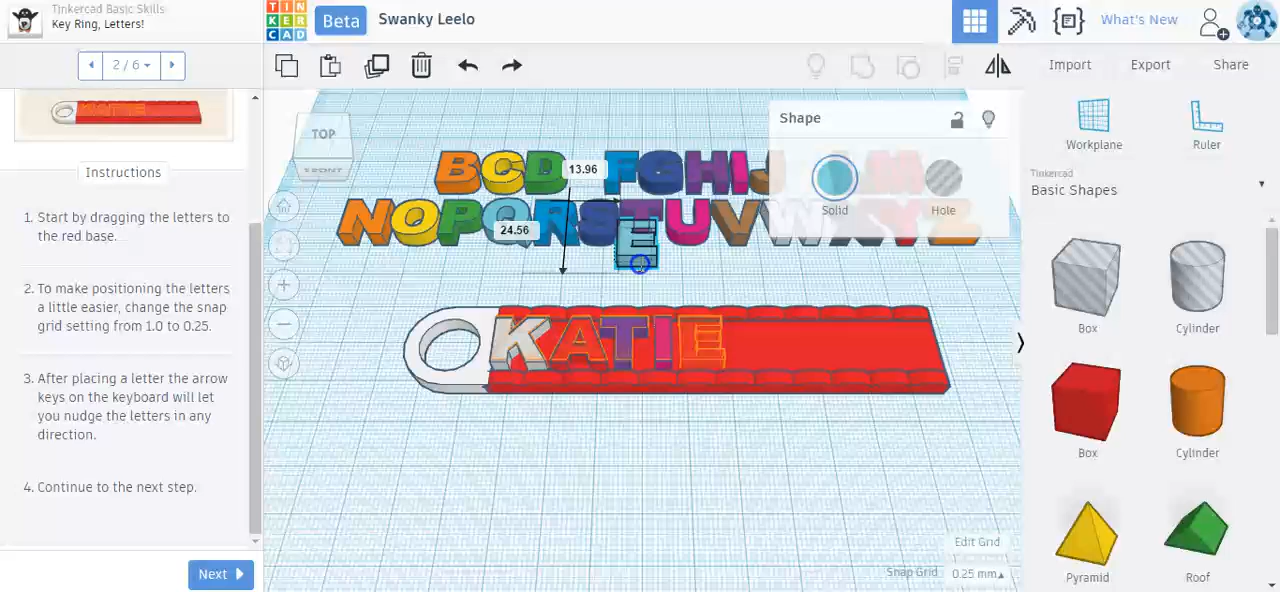 Tinkercad Basic Skills
Key Ring, Letters!
2 / 6
KATIE
Instructions
1. Start by dragging the letters to
the red base.
2. To make positioning the letters
a little easier, change the snap
grid setting from 1.0 to 0.25.
3. After placing a letter the arrow
keys on the keyboard will let
you nudge the letters in any
direction.
4. Continue to the next step.
Next
TIN
KER
CAD
Beta
Swanky Leelo
What's New
Import
Export
Share
TOP
FRONT
BCD FGHIJ M
NOPQRSTUVWXYZ
13.96
24.56
E
KATIE
Shape
Solid
Hole
Edit Grid
Snap Grid 0.25 mm
Workplane
Ruler
Tinkercad
Basic Shapes
Box
Cylinder
Box
Cylinder
Pyramid
Roof